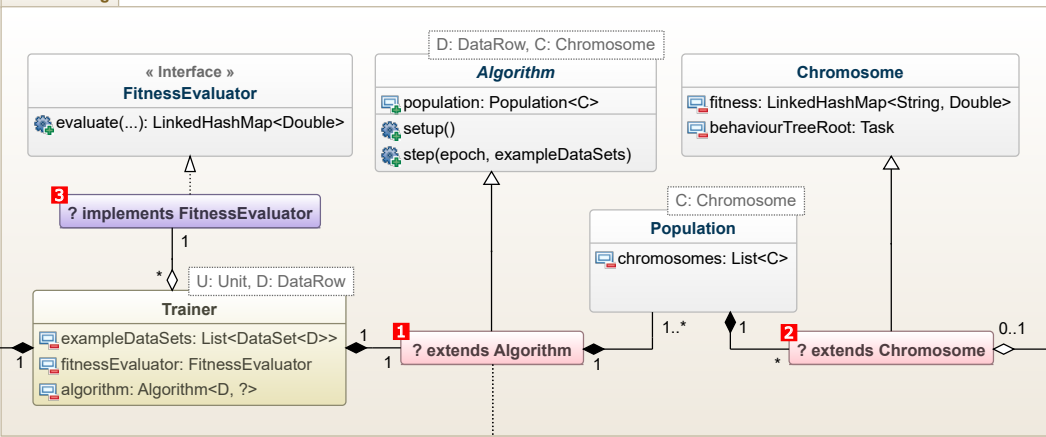 D: DataRow, C: Chromosome
« Interface »
FitnessEvaluator
evaluate(...): LinkedHashMap<Double>
Algorithm
population: Population<C>
setup()
step(epoch, exampleDataSets)
Chromosome
fitness: LinkedHashMap<String, Double>
behaviourTreeRoot: Task
3
? implements FitnessEvaluator
1
*
C: Chromosome
Population
chromosomes: List<C>
U: Unit, D: DataRow
Trainer
exampleDataSets: List<DataSet<D>>
fitnessEvaluator: FitnessEvaluator
algorithm: Algorithm<D, ?>
1
1
1
1
? extends Algorithm
1
1..*
1
*
2
? extends Chromosome
0..1